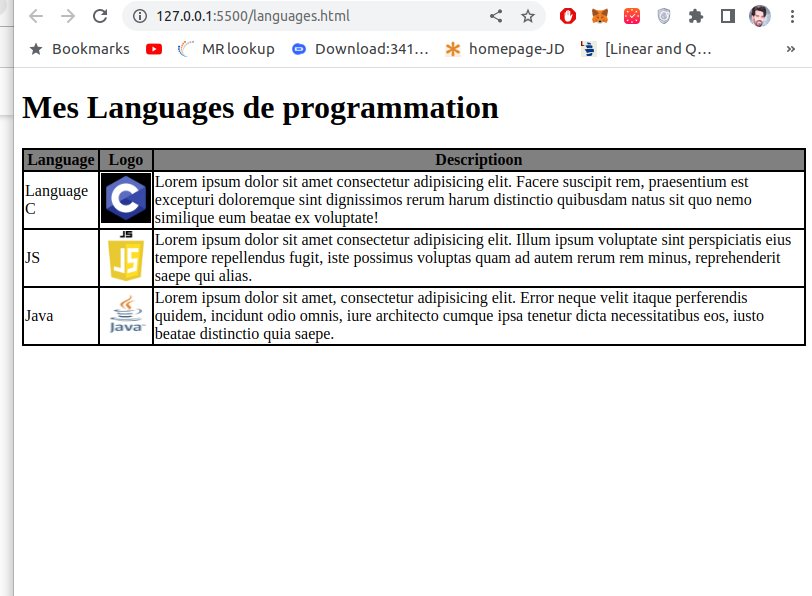 127.0.0.1:5500/languages.html
Bookmarks MR lookup Download:341… homepage-JD [Linear and Q… »
Mes Languages de programmation
Language Logo Descriptioon
Language
C
C
Lorem ipsum dolor sit amet consectetur adipisicing elit. Facere suscipit rem, praesentium est
excepturi doloremque sint dignissimos rerum harum distinctio quibusdam natus sit quo nemo
similique eum beatae ex voluptate!
JS
JS
JS
Lorem ipsum dolor sit amet consectetur adipisicing elit. Illum ipsum voluptate sint perspiciatis eius
tempore repellendus fugit, iste possimus voluptas quam ad autem rerum rem minus, reprehenderit
saepe qui alias.
Java
Java
Lorem ipsum dolor sit amet, consectetur adipisicing elit. Error neque velit itaque perferendis
quidem, incidunt odio omnis, iure architecto cumque ipsa tenetur dicta necessitatibus eos, iusto
beatae distinctio quia saepe.